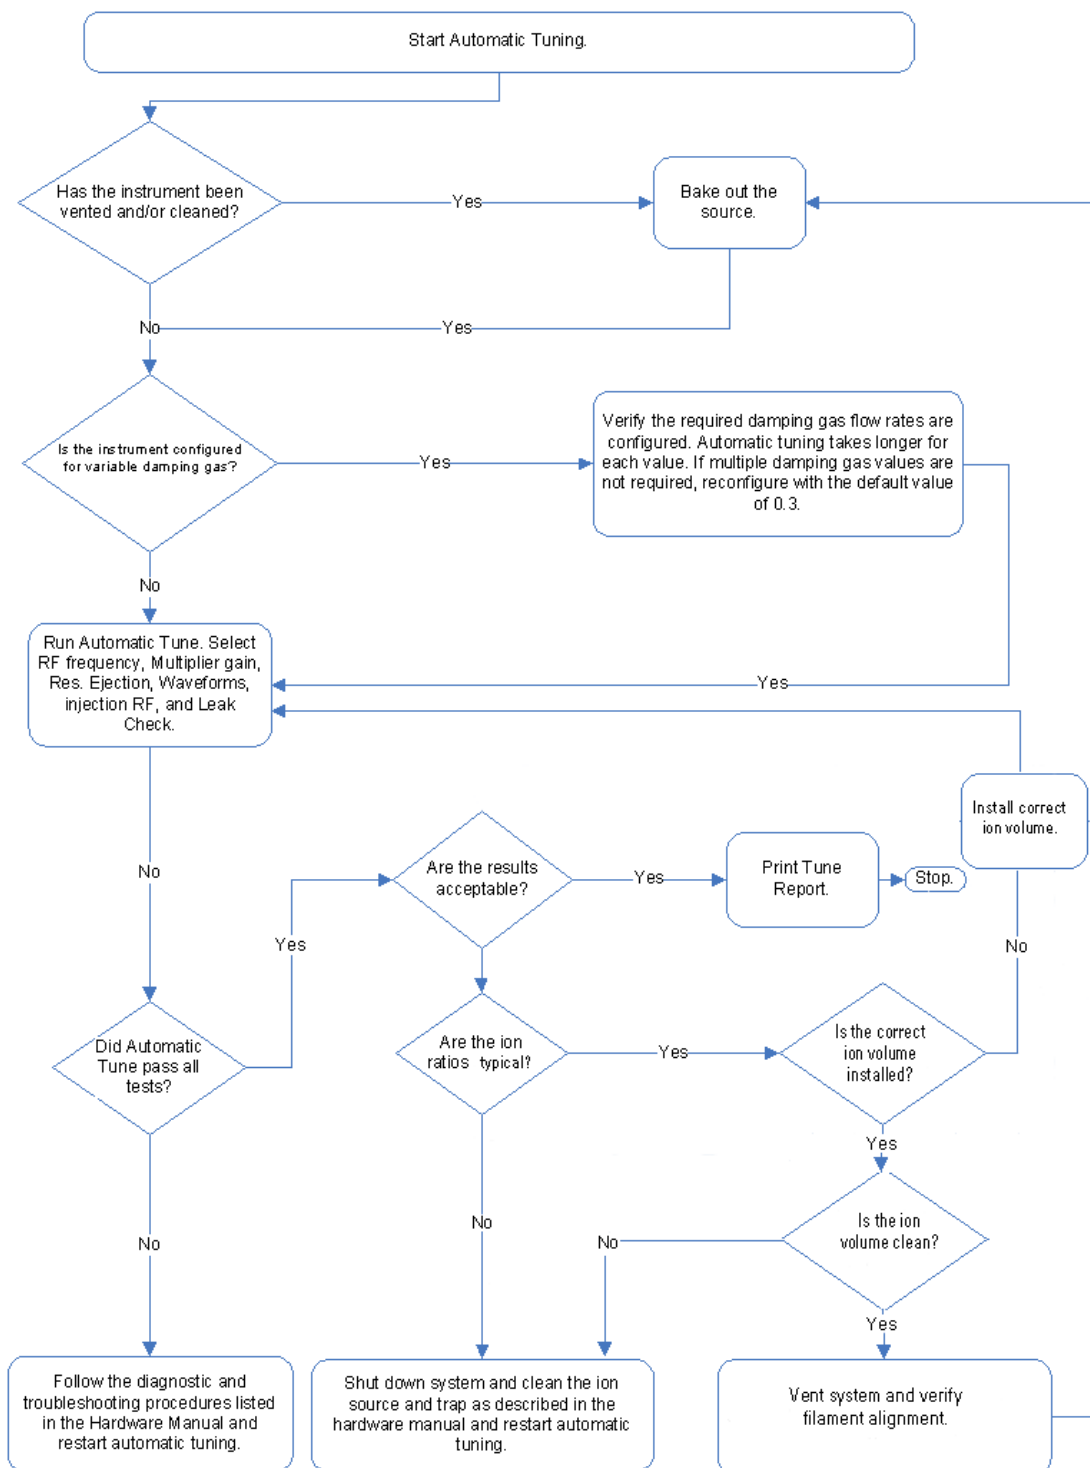 Start Automatic Tuning.
Has the instrument been
vented and/or cleaned?
Yes
Bake out the
source.
No
Yes
Is the instrument configured
for variable damping gas?
Yes
Verify the required damping gas flow rates are
configured. Automatic tuning takes longer for
each value. If multiple damping gas values are
not required, reconfigure with the default value
of 0.3.
No
Run Automatic Tune. Select
RF frequency, Multiplier gain,
Res. Ejection, Waveforms,
injection RF, and Leak
Check.
Yes
Install correct
ion volume.
No
Are the results
acceptable?
Yes
Print Tune
Report.
Stop.
Yes
No
Did Automatic
Tune pass all
tests?
Are the ion
ratios typical?
Yes
Is the correct
ion volume
installed?
Yes
No
No
Is the ion
volume clean?
No
Yes
Follow the diagnostic and
troubleshooting procedures listed
in the Hardware Manual and
restart automatic tuning.
Shut down system and clean the ion
source and trap as described in the
hardware manual and restart automatic
tuning.
Vent system and verify
filament alignment.